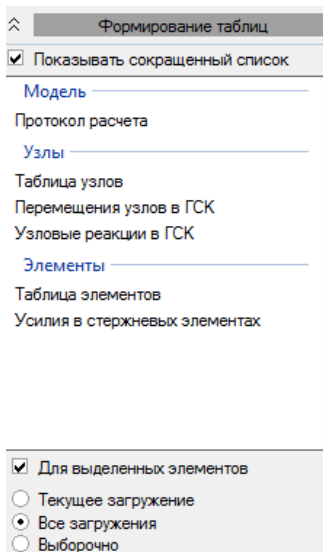 Формирование таблиц
Показывать сокращенный список
Модель
Протокол расчета
Узлы
Таблица узлов
Перемещения узлов в ГСК
Узловые реакции в ГСК
Элементы
Таблица элементов
Усилия в стержневых элементах
Для выделенных элементов
Текущее загружение
Все загружения
Выборочно